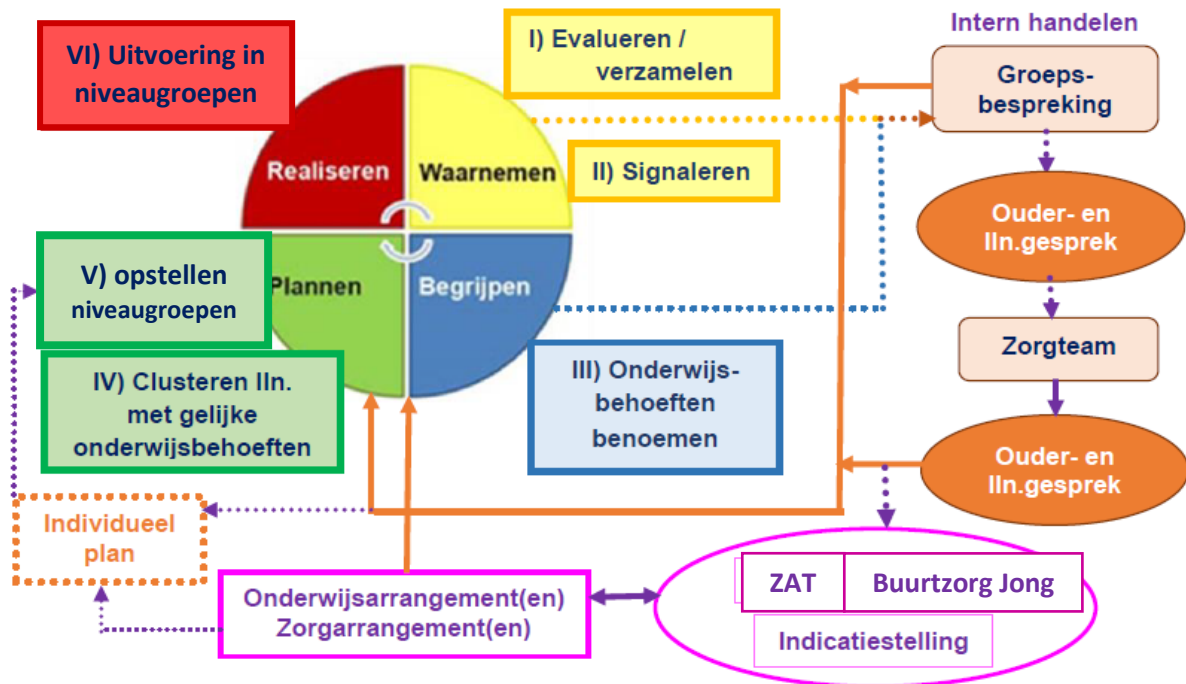 VI) Uitvoering in
niveaugroepen
I) Evalueren /
verzamelen
II) Signaleren
Realiseren
Waarnemen
Plannen
Begrijpen
V) opstellen
niveaugroepen
IV) Clusteren lln.
met gelijke
onderwijsbehoeften
III) Onderwijs-
behoeften
benoemen
Individueel
plan
Onderwijsarrangement(en)
Zorgarrangement(en)
Intern handelen
Groeps-
bespreking
Ouder- en
lln.gesprek
Zorgteam
Ouder- en
lln.gesprek
ZAT
Buurtzorg Jong
Indicatiestelling